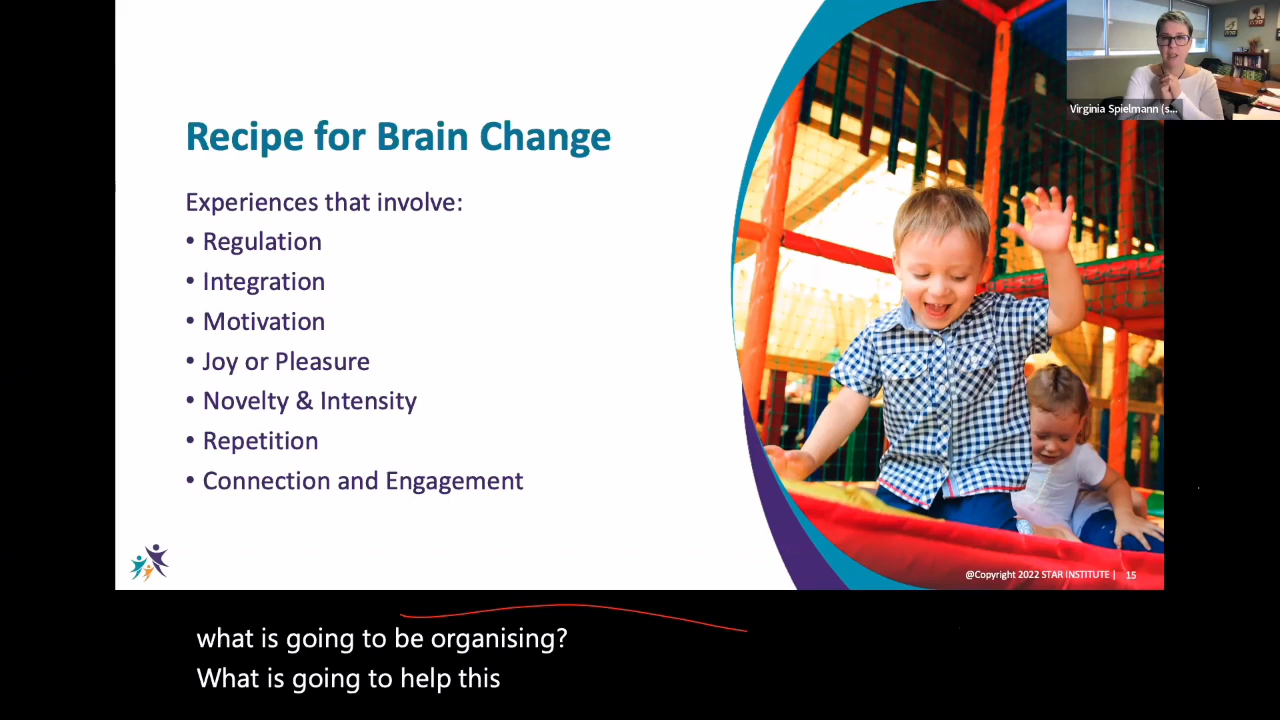 Virginia Spielmann (s...
Recipe for Brain Change
Experiences that involve:
• Regulation
• Integration
• Motivation
• Joy or Pleasure
• Novelty & Intensity
• Repetition
• Connection and Engagement
@Copyright 2022 STAR INSTITUTE | 15
what is going to be organising?
What is going to help this